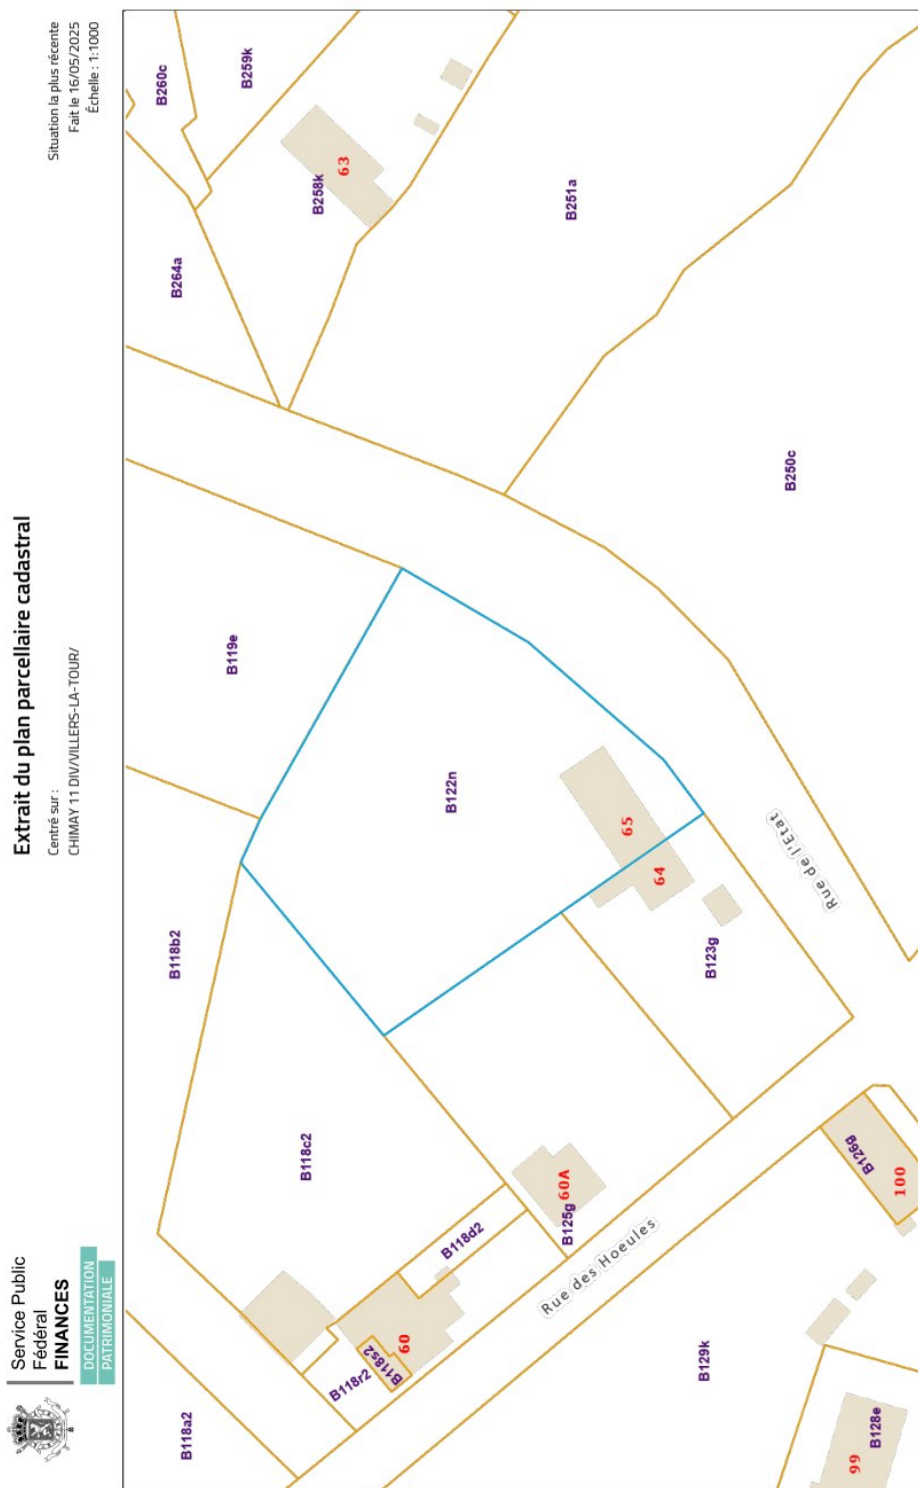 Service Public
Fédéral
FINANCES
DOCUMENTATION
PATRIMONIALE
Extrait du plan parcellaire cadastral
Centré sur :
CHIMAY 11 DIV/VILLERS-LA-TOUR/
Situation la plus récente
Fait le 16/05/2025
Échelle : 1:1000
B118a2
B118b2
B119e
B264a
B260c
B259k
B258k
63
B251a
B118c2
B118r2
B118s2
60
B118d2
B122n
60A
B125g
Rue des Hoeules
65
64
B123g
B250c
Rue de l'Etat
B129k
B126g
100
B128e
99